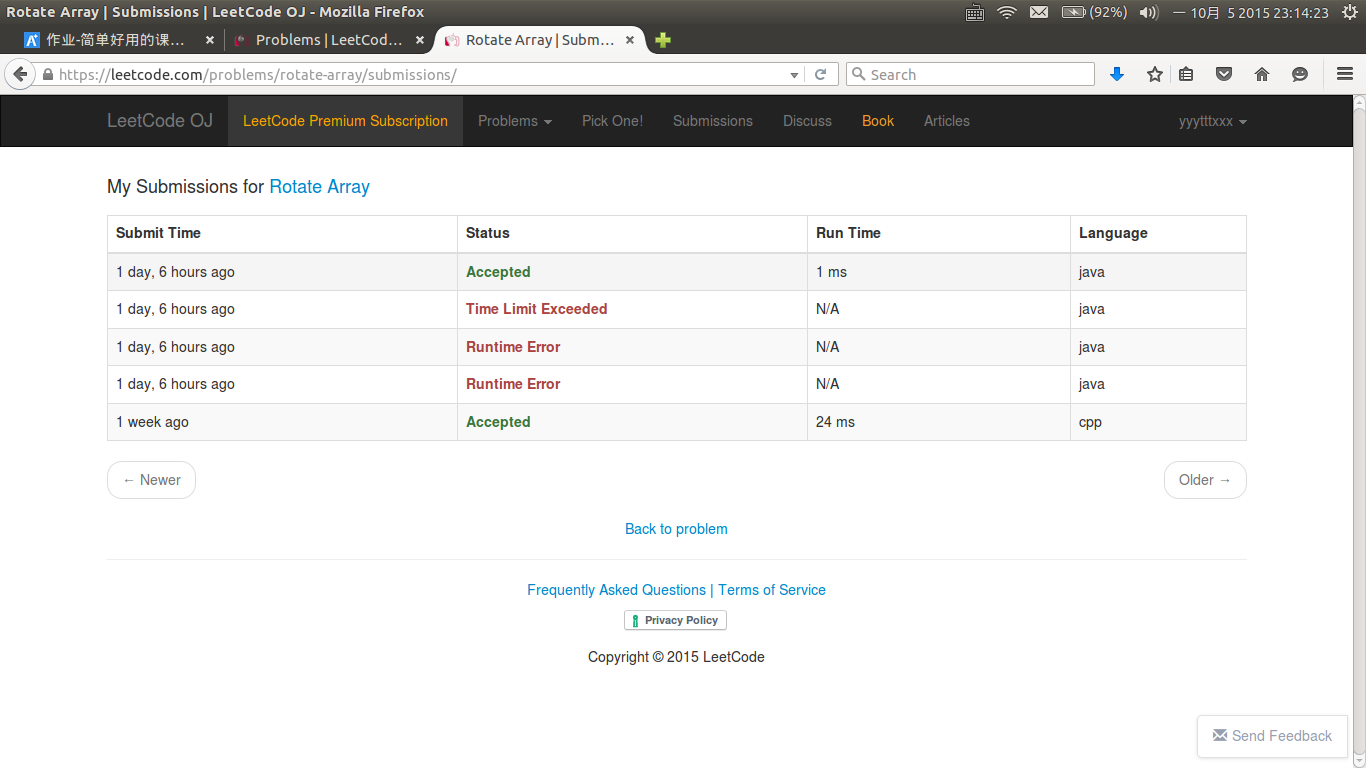 Rotate Array | Submissions | LeetCode OJ - Mozilla Firefox (92%) 一 10月 5 2015 23:14:23
作业-简单好用的课... × Problems | LeetCod... × Rotate Array | Subm... ×
https://leetcode.com/problems/rotate-array/submissions/ Search
LeetCode OJ LeetCode Premium Subscription Problems Pick One! Submissions Discuss Book Articles yyytttxxx
My Submissions for Rotate Array
Submit Time Status Run Time Language
1 day, 6 hours ago Accepted 1 ms java
1 day, 6 hours ago Time Limit Exceeded N/A java
1 day, 6 hours ago Runtime Error N/A java
1 day, 6 hours ago Runtime Error N/A java
1 week ago Accepted 24 ms cpp
← Newer Older →
Back to problem
Frequently Asked Questions | Terms of Service
Privacy Policy
Copyright © 2015 LeetCode
Send Feedback